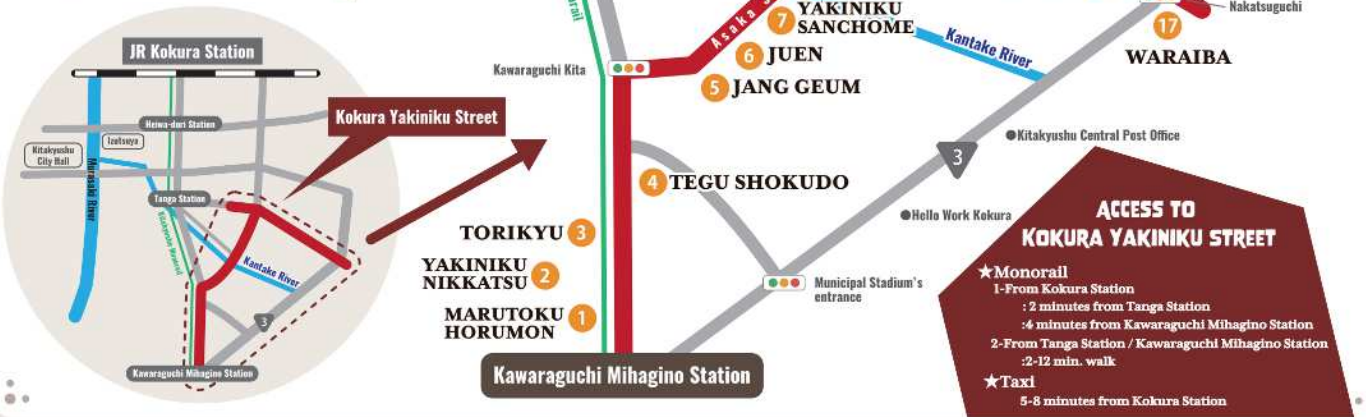 JR Kokura Station
Kokura Yakiniku Street
Heiwa-dori Station
Izutsuya
Kitakyushu
City Hall
Murasaki River
Tanga Station
Kitakyushu Monorail
Kantake River
3
Kawaraguchi Mihagino Station
Kawaraguchi Kita
7 YAKINIKU
SANCHOME
6 JUEN
5 JANG GEUM
Kantake River
Nakatsuguchi
17
WARAIBA
Kitakyushu Central Post Office
3
4 TEGU SHOKUDO
Hello Work Kokura
TORIKYU 3
YAKINIKU
NIKKATSU 2
MARUTOKU
HORUMON 1
Municipal Stadium's
entrance
Kawaraguchi Mihagino Station
ACCESS TO
KOKURA YAKINIKU STREET
★Monorail
1-From Kokura Station
: 2 minutes from Tanga Station
:4 minutes from Kawaraguchi Mihagino Station
2-From Tanga Station / Kawaraguchi Mihagino Station
:2-12 min. walk
★Taxi
5-8 minutes from Kokura Station